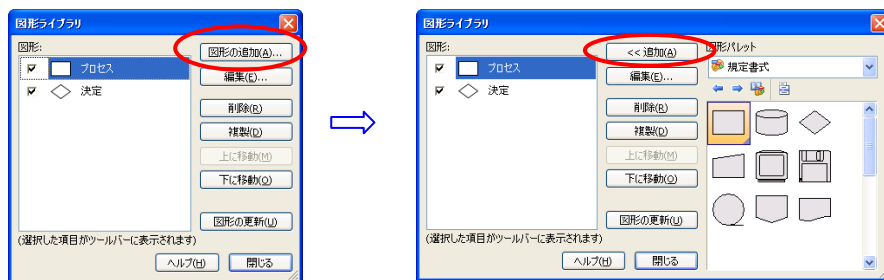 図形ライブラリ
図形:
プロセス
決定
図形の追加(A)...
編集(E)...
削除(R)
複製(D)
上に移動(M)
下に移動(O)
図形の更新(U)
(選択した項目がツールバーに表示されます)
ヘルプ(H)
閉じる
図形ライブラリ
図形:
プロセス
決定
<< 追加(A)
編集(E)...
削除(R)
複製(D)
上に移動(M)
下に移動(O)
図形の更新(U)
図形パレット
規定書式
(選択した項目がツールバーに表示されます)
ヘルプ(H)
閉じる